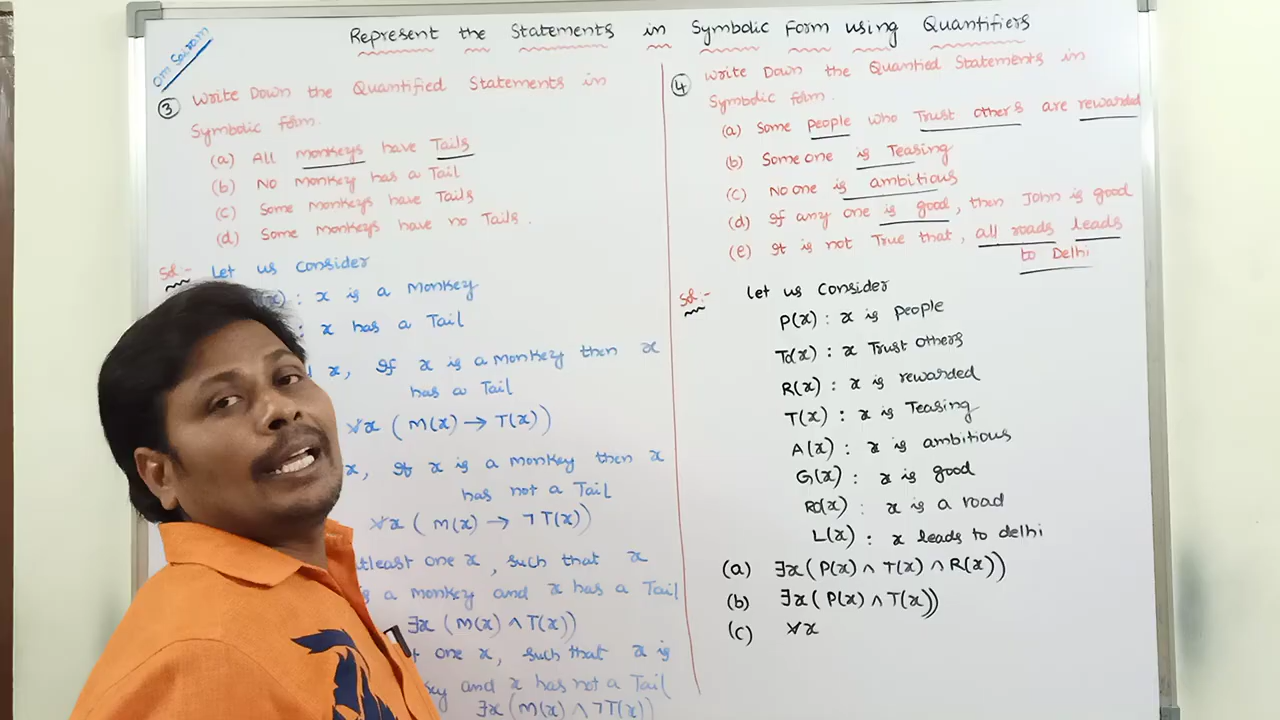 Represent the Statements in Symbolic Form using Quantifiers
Om Sairam
③ Write Down the Quantified Statements in
Symbolic form.
(a) All monkeys have Tails
(b) No Monkey has a Tail
(c) Some Monkeys have Tails
(d) Some Monkeys have no Tails.
Sol:- Let us consider
(x) : x is a Monkey
: x has a Tail
x, If x is a monkey then x
has a Tail
∀x ( M(x) → T(x))
x, If x is a monkey then x
has not a Tail
∀x ( M(x) → ¬T(x))
atleast one x, such that x
a monkey and x has a Tail
∃x (M(x) ∧ T(x))
one x, such that x is
and x has not a Tail
∃x (M(x) ∧ ¬T(x))
④ Write Down the Quantied Statements in
Symbolic form.
(a) Some People who Trust others are rewarded
(b) Some one is Teasing
(c) No one is ambitious
(d) If any one is good, then John is good
(e) It is not True that, all roads leads
to Delhi
Sol:- Let us Consider
P(x) : x is people
To(x) : x Trust others
R(x) : x is rewarded
T(x) : x is Teasing
A(x) : x is ambitious
G(x) : x is good
RD(x) : x is a road
L(x) : x leads to delhi
(a) ∃x(P(x) ∧ T(x) ∧ R(x))
(b) ∃x(P(x) ∧ T(x))
(c) ∀x